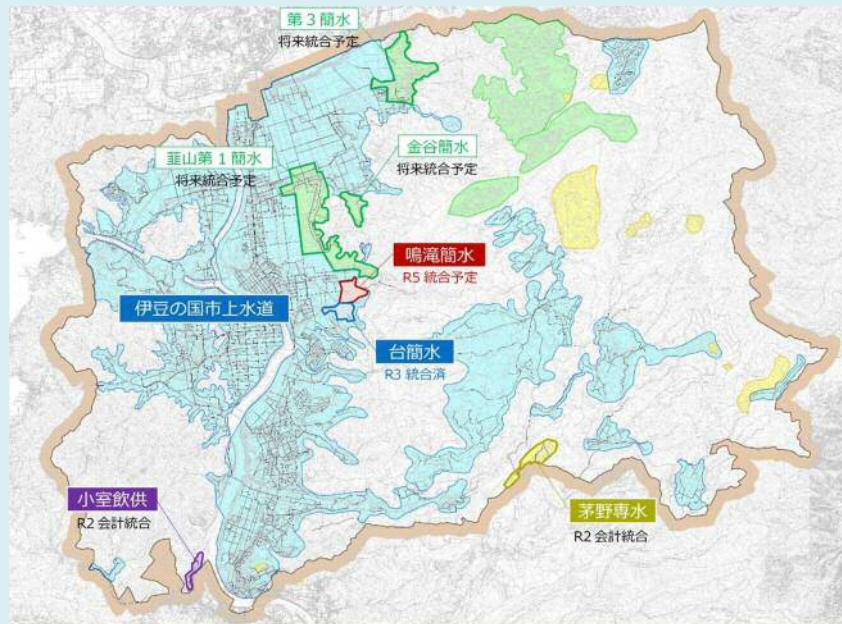 第3簡水
将来統合予定
金谷簡水
将来統合予定
韮山第1簡水
将来統合予定
鳴滝簡水
R5 統合予定
伊豆の国市上水道
台簡水
R3 統合済
小室飲供
R2 会計統合
茅野専水
R2 会計統合